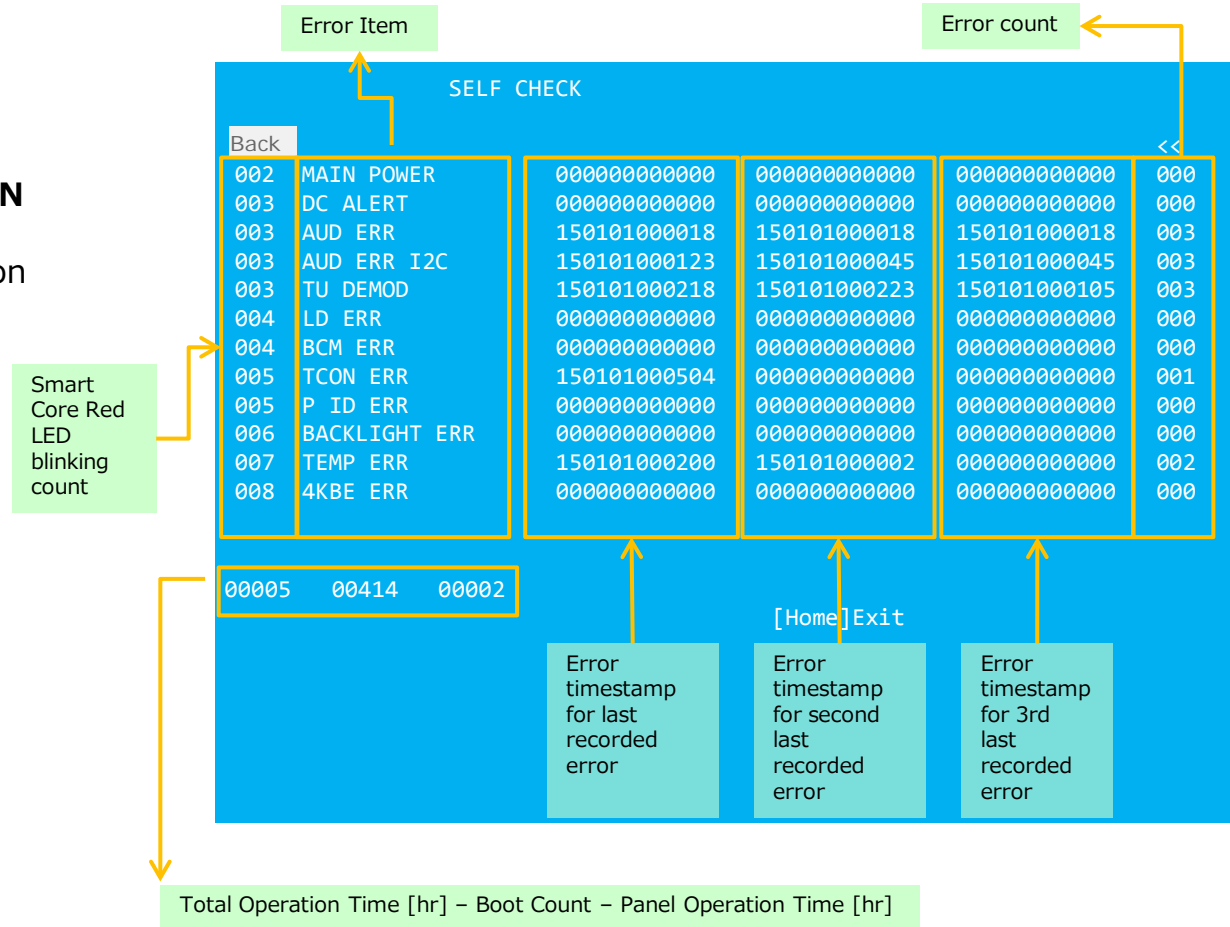 Error Item
Error count
SELF CHECK
Back
<<
N
on
002 MAIN POWER 000000000000 000000000000 000000000000 000
003 DC ALERT 000000000000 000000000000 000000000000 000
003 AUD ERR 150101000018 150101000018 150101000018 003
003 AUD ERR I2C 150101000123 150101000045 150101000045 003
003 TU DEMOD 150101000218 150101000223 150101000105 003
004 LD ERR 000000000000 000000000000 000000000000 000
004 BCM ERR 000000000000 000000000000 000000000000 000
005 TCON ERR 150101000504 000000000000 000000000000 001
005 P ID ERR 000000000000 000000000000 000000000000 000
006 BACKLIGHT ERR 000000000000 000000000000 000000000000 000
007 TEMP ERR 150101000200 150101000002 000000000000 002
008 4KBE ERR 000000000000 000000000000 000000000000 000
Smart
Core Red
LED
blinking
count
00005 00414 00002
[Home]Exit
Error
timestamp
for last
recorded
error
Error
timestamp
for second
last
recorded
error
Error
timestamp
for 3rd
last
recorded
error
Total Operation Time [hr] – Boot Count – Panel Operation Time [hr]